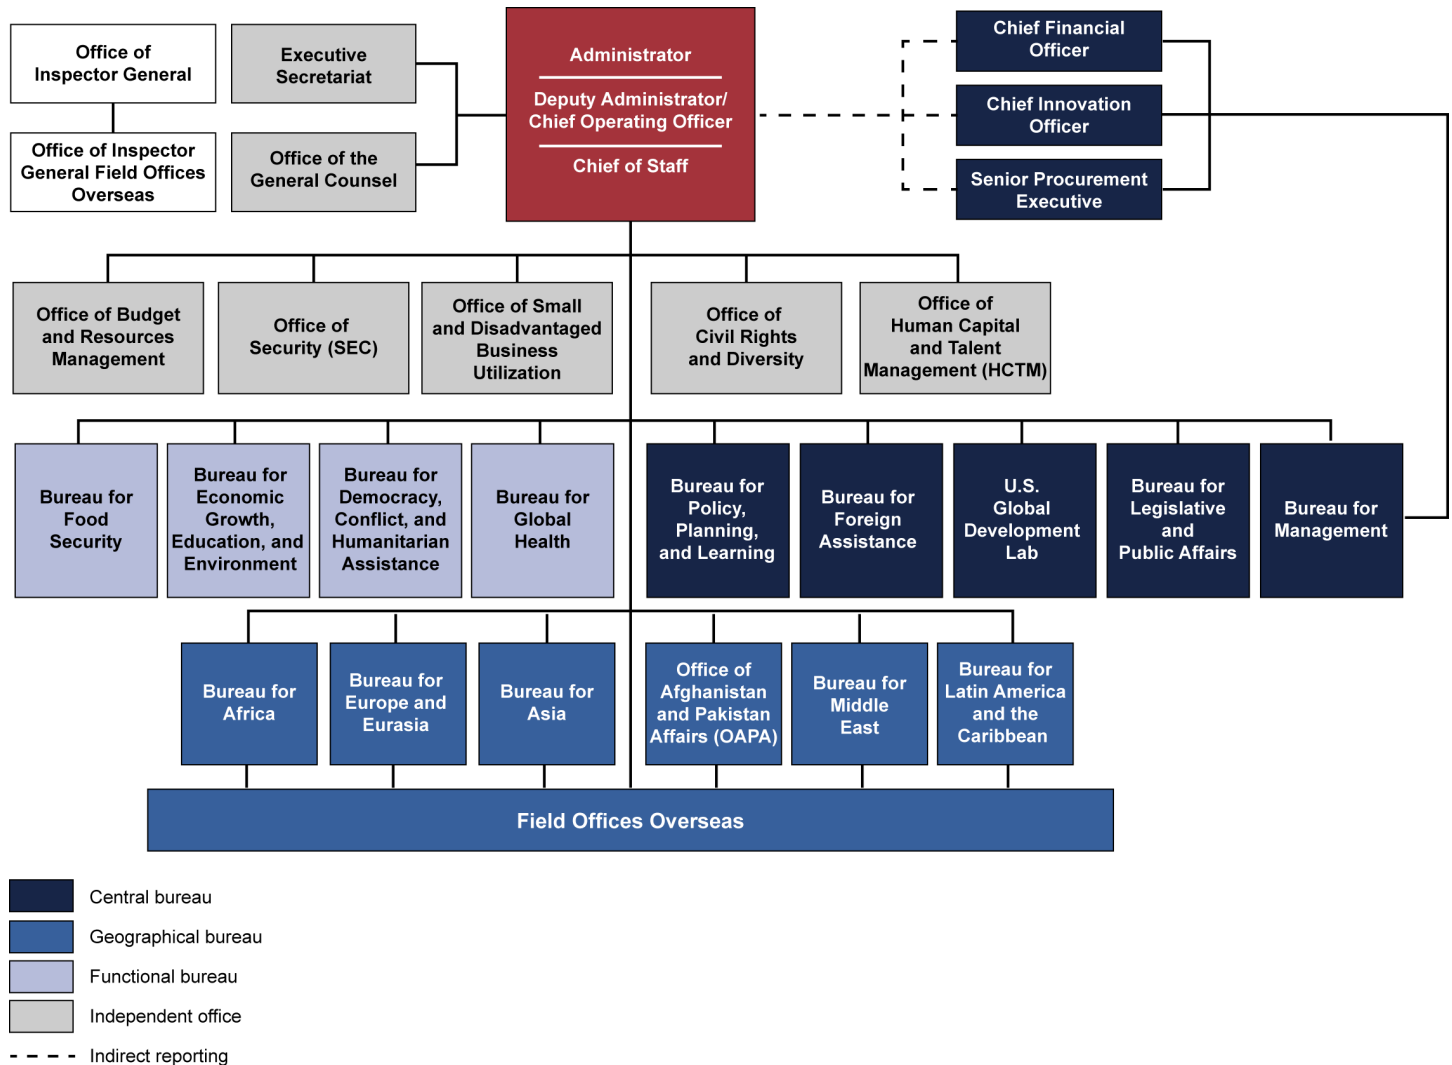 Office of
Inspector General
Office of Inspector
General Field Offices
Overseas
Executive
Secretariat
Office of the
General Counsel
Administrator
Deputy Administrator/
Chief Operating Officer
Chief of Staff
Chief Financial
Officer
Chief Innovation
Officer
Senior Procurement
Executive
Office of Budget
and Resources
Management
Office of
Security (SEC)
Office of Small
and Disadvantaged
Business
Utilization
Office of
Civil Rights
and Diversity
Office of
Human Capital
and Talent
Management (HCTM)
Bureau for
Food
Security
Bureau for
Economic
Growth,
Education, and
Environment
Bureau for
Democracy,
Conflict, and
Humanitarian
Assistance
Bureau for
Global
Health
Bureau for
Policy,
Planning,
and Learning
Bureau for
Foreign
Assistance
U.S.
Global
Development
Lab
Bureau for
Legislative
and
Public Affairs
Bureau for
Management
Bureau for
Africa
Bureau for
Europe and
Eurasia
Bureau for
Asia
Office of
Afghanistan
and Pakistan
Affairs (OAPA)
Bureau for
Middle
East
Bureau for
Latin America
and the
Caribbean
Field Offices Overseas
Central bureau
Geographical bureau
Functional bureau
Independent office
Indirect reporting